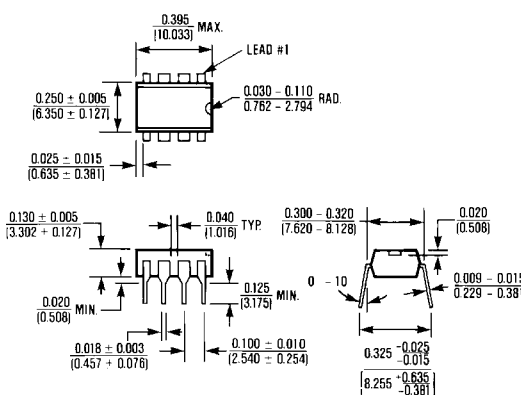 0.395
(10.033) MAX.
LEAD #1
0.250 ± 0.005
(6.350 ± 0.127)
0.030 - 0.110
0.762 - 2.794 RAD.
0.025 ± 0.015
(0.635 ± 0.381)
0.130 ± 0.005
(3.302 + 0.127)
0.040
(1.016) TYP.
0.300 - 0.320
(7.620 - 8.128)
0.020
(0.508)
0.020
(0.508) MIN.
0.125
(3.175) MIN.
0 - 10
0.009 - 0.015
0.229 - 0.381
0.018 ± 0.003
(0.457 + 0.076)
0.100 ± 0.010
(2.540 ± 0.254)
0.325 -0.025
-0.015
8.255 +0.635
-0.381